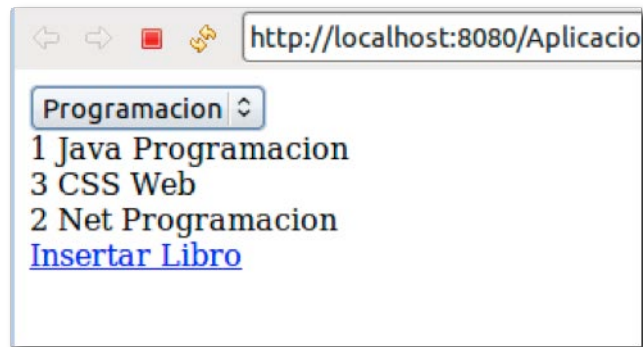 http://localhost:8080/Aplicacio
Programacion
1 Java Programacion
3 CSS Web
2 Net Programacion
Insertar Libro